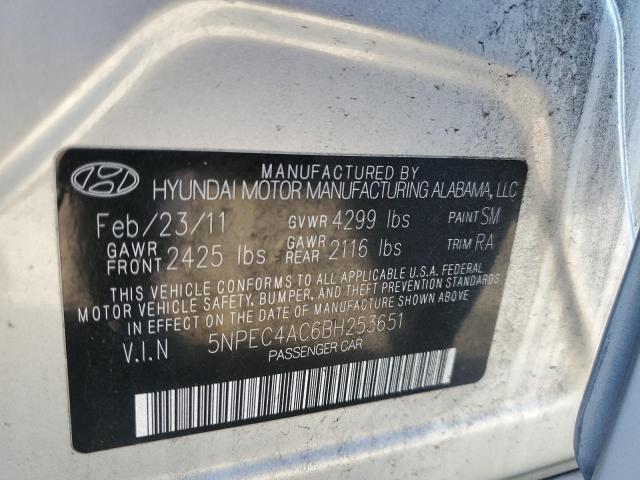 MANUFACTURED BY
HYUNDAI MOTOR MANUFACTURING ALABAMA, LLC
Feb/23/11 GVWR 4299 lbs PAINT SM
GAWR FRONT 2425 lbs GAWR REAR 2116 lbs TRIM RA
THIS VEHICLE CONFORMS TO ALL APPLICABLE U.S.A. FEDERAL
MOTOR VEHICLE SAFETY, BUMPER, AND THEFT PREVENTION STANDARDS
IN EFFECT ON THE DATE OF MANUFACTURE SHOWN ABOVE.
V.I.N 5NPEC4AC6BH253651
PASSENGER CAR